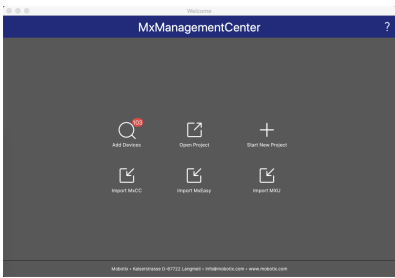 Welcome
MxManagementCenter
?
103
Add Devices
Open Project
Start New Project
Import MxCC
Import MxEasy
Import MXU
Mobotix • Kaiserstrasse D-67722 Langmeil • info@mobotix.com • www.mobotix.com